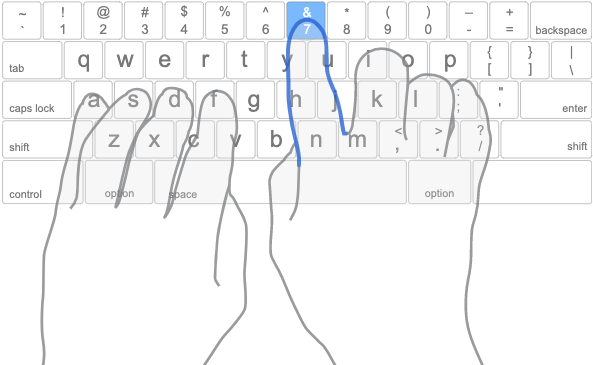 ~ ! @ # $ % ^ & * ( ) – +
` 1 2 3 4 5 6 7 8 9 0 - = backspace
tab q w e r t y u i o p { [ } ] | \
caps lock a s d f g h j k l : ; " ' enter
shift z x c v b n m < , > . ? / shift
control option space option